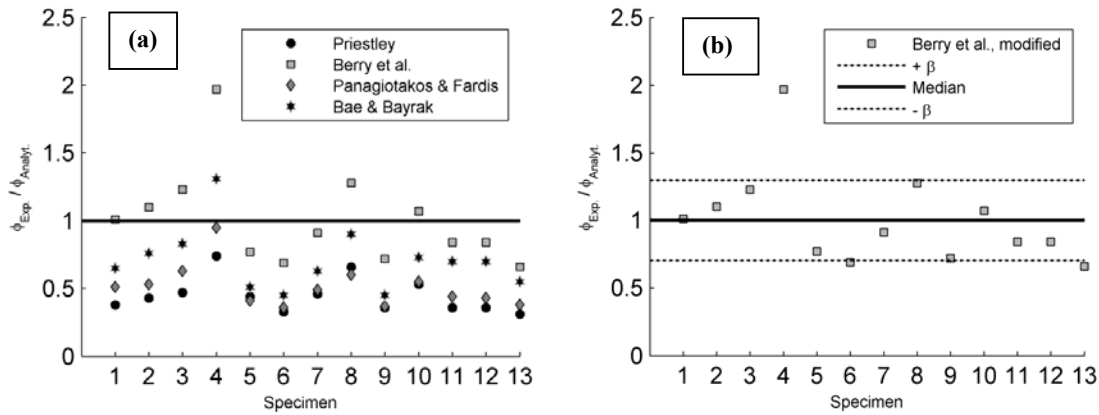 2.5
2
1.5
1
0.5
0
ϕExp. / ϕAnalyt.
(a)
Priestley
Berry et al.
Panagiotakos & Fardis
Bae & Bayrak
1 2 3 4 5 6 7 8 9 10 11 12 13
Specimen
2.5
2
1.5
1
0.5
0
ϕExp. / ϕAnalyt.
(b)
Berry et al., modified
+ β
Median
- β
1 2 3 4 5 6 7 8 9 10 11 12 13
Specimen